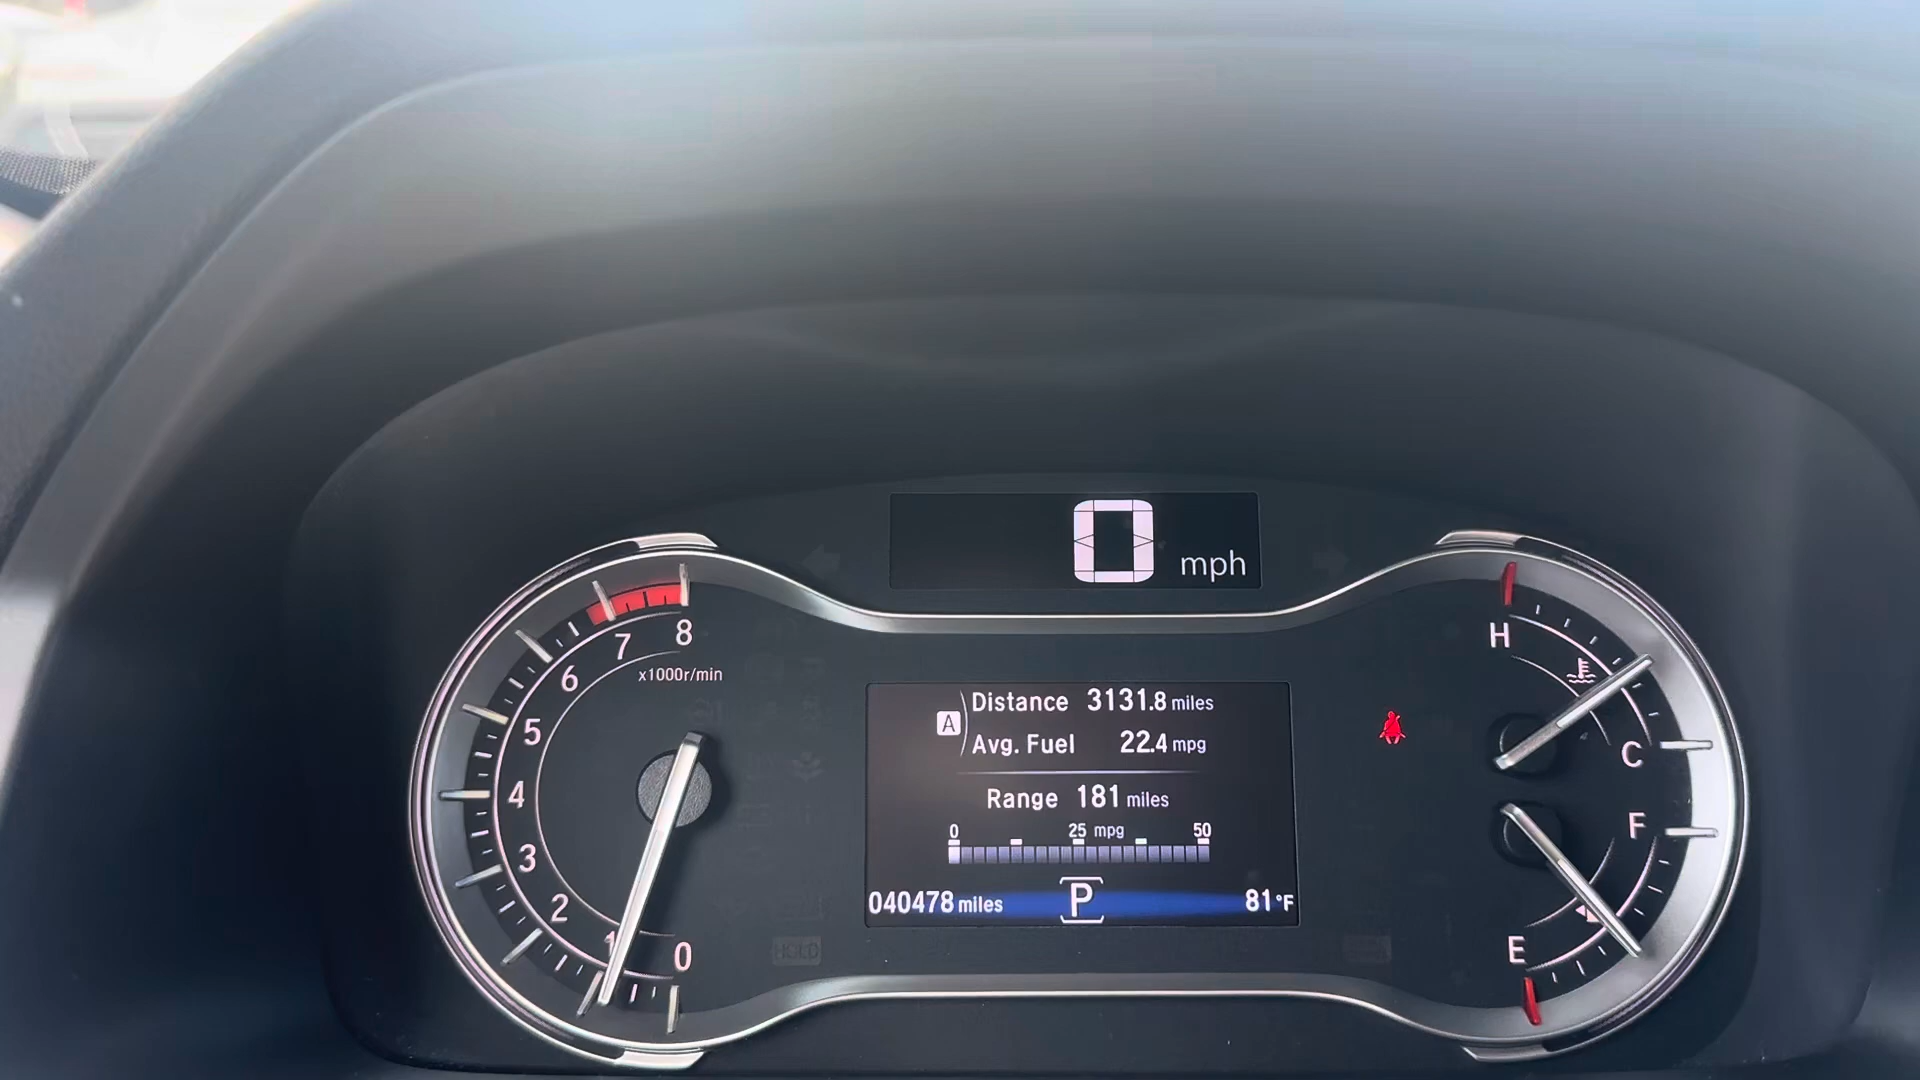 0 mph
8
7
x1000r/min
6
5
4
3
2
1
0
A
Distance 3131.8 miles
Avg. Fuel 22.4 mpg
Range 181 miles
0 25 mpg 50
040478 miles P 81°F
HOLD
H
C
F
E